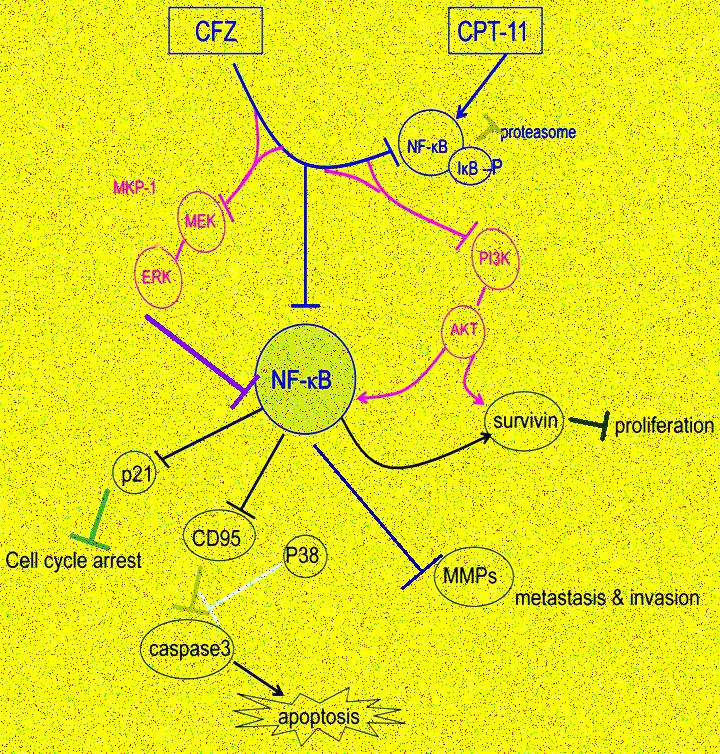 CFZ
CPT-11
NF-κB
proteasome
IκB
P
MKP-1
MEK
PI3K
ERK
AKT
NF-κB
survivin
proliferation
p21
CD95
P38
Cell cycle arrest
MMPs
metastasis & invasion
caspase3
apoptosis